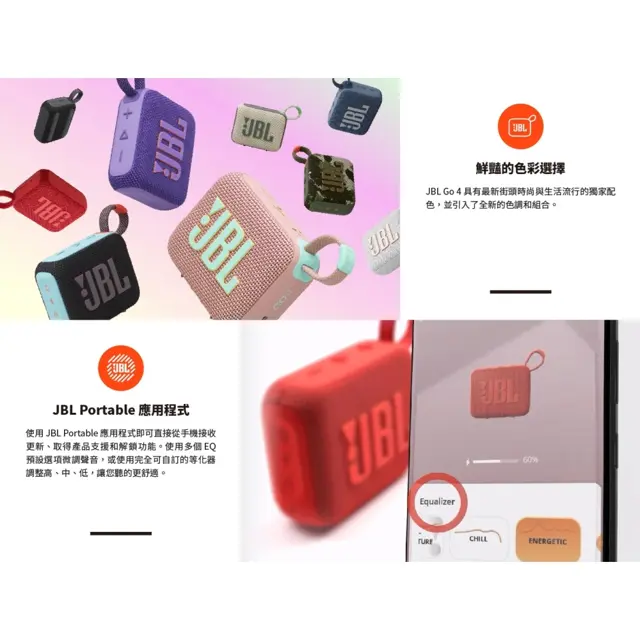 JBL
JBL
JBL
JBL
JBL
JBL
JBL
鮮豔的色彩選擇
JBL Go 4 具有最新街頭時尚與生活流行的獨家配
色，並引入了全新的色調和組合。
JBL
JBL Portable 應用程式
使用 JBL Portable 應用程式即可直接從手機接收
更新、取得產品支援和解鎖功能。使用多個 EQ
預設選項微調聲音，或使用完全可自訂的等化器
調整高、中、低，讓您聽的更舒適。
JBL
JBL
60%
Equalizer
TURE
CHILL
ENERGETIC